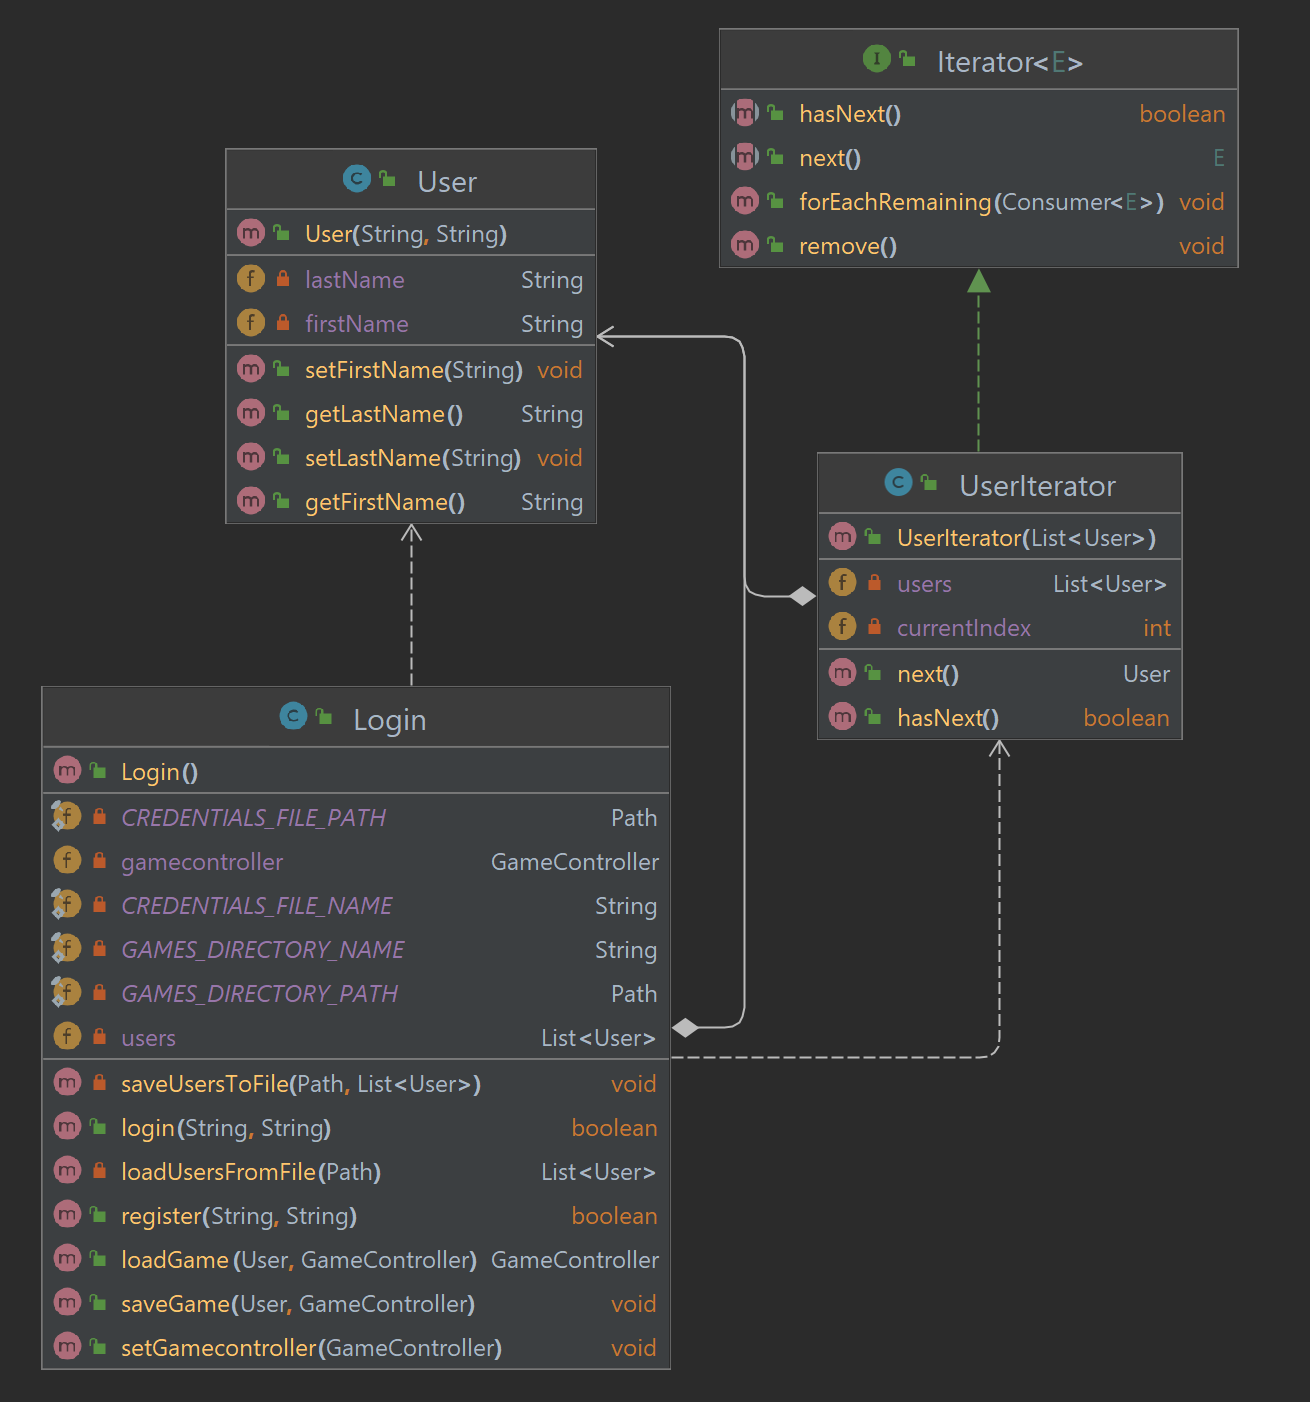 Iterator<E>
hasNext() boolean
next() E
forEachRemaining(Consumer<E>) void
remove() void
User
User(String, String)
lastName String
firstName String
setFirstName(String) void
getLastName() String
setLastName(String) void
getFirstName() String
UserIterator
UserIterator(List<User>)
users List<User>
currentIndex int
next() User
hasNext() boolean
Login
Login()
CREDENTIALS_FILE_PATH Path
gamecontroller GameController
CREDENTIALS_FILE_NAME String
GAMES_DIRECTORY_NAME String
GAMES_DIRECTORY_PATH Path
users List<User>
saveUsersToFile(Path, List<User>) void
login(String, String) boolean
loadUsersFromFile(Path) List<User>
register(String, String) boolean
loadGame(User, GameController) GameController
saveGame(User, GameController) void
setGamecontroller(GameController) void